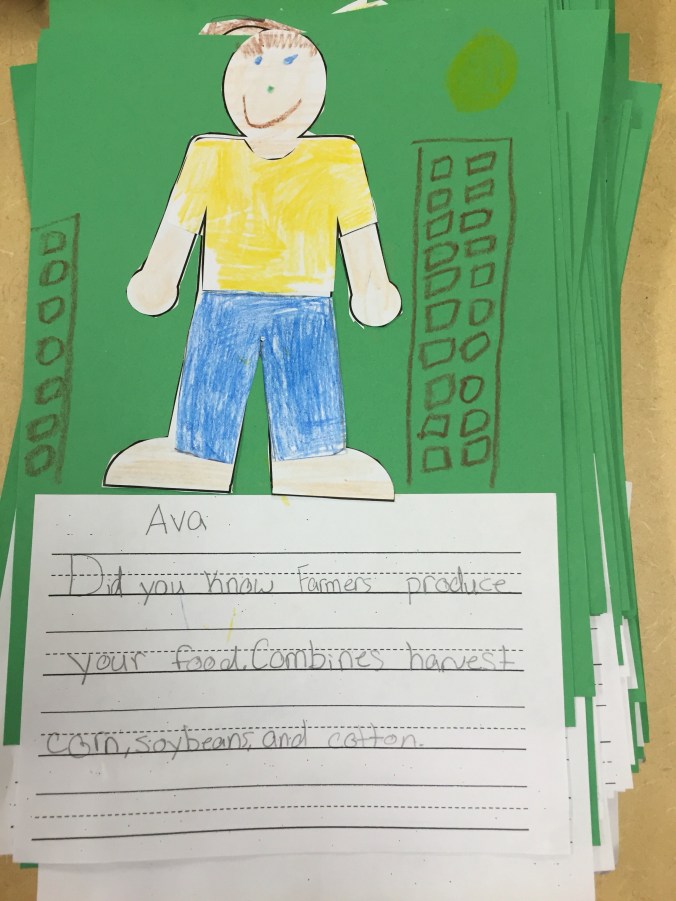 Ava
Did you know Farmers produce
your food. Combines harvest
corn, soybeans, and cotton.